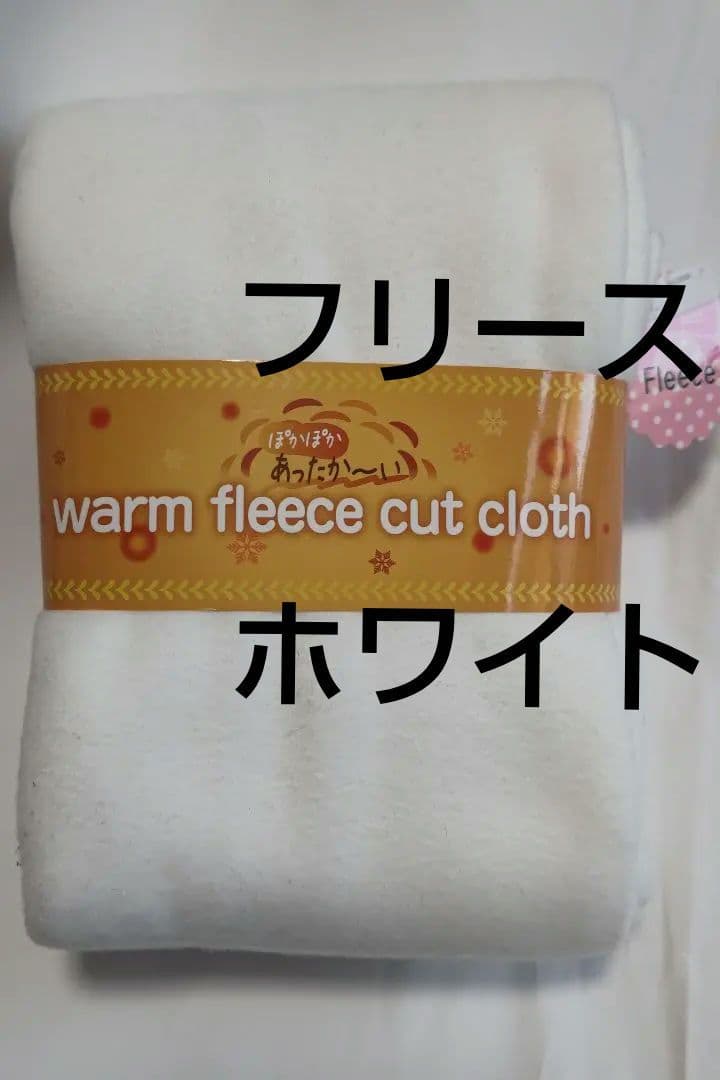 フリース
Fleece
ぽかぽか
あったか〜い
warm fleece cut cloth
ホワイト